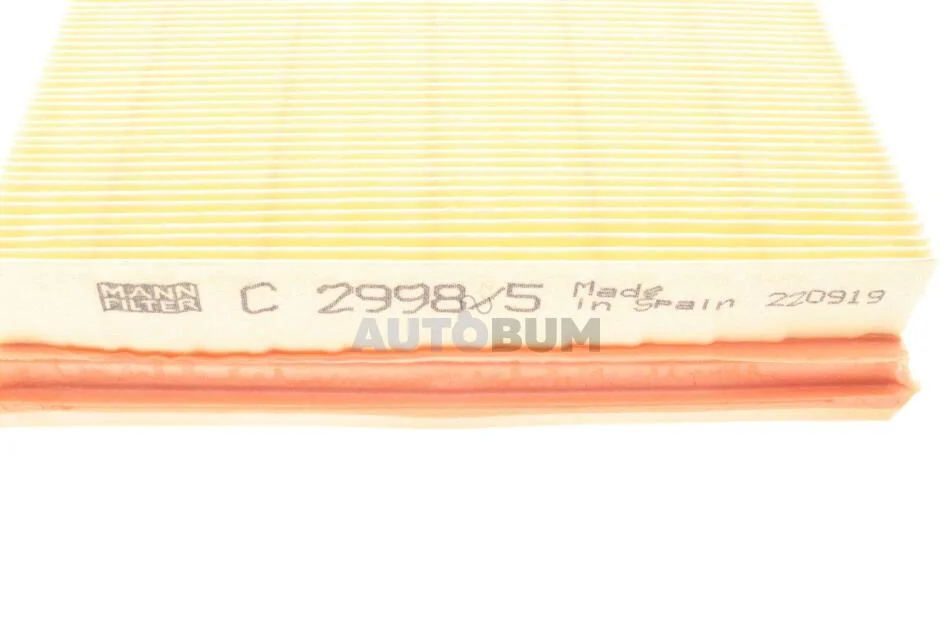 MANN
FILTER
C 2998/5
Made
in Spain
220919
AUTOBUM